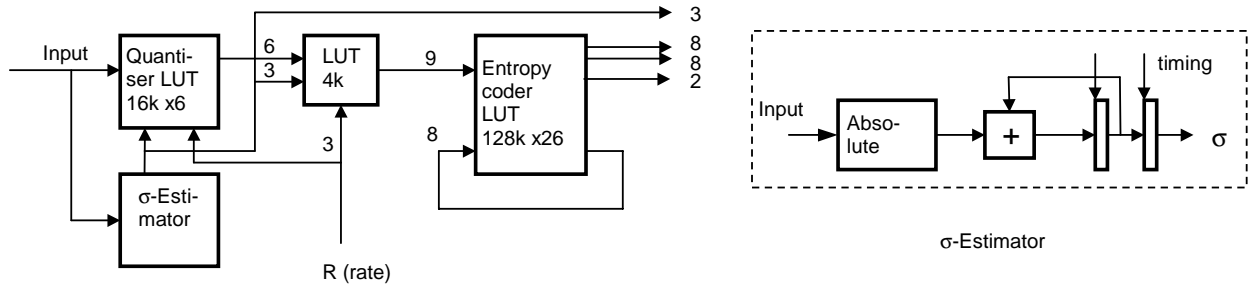 Input
Quanti-
ser LUT
16k x6
6
3
LUT
4k
9
Entropy
coder
LUT
128k x26
8
3
8
8
2
3
σ-Esti-
mator
R (rate)
Input
Abso-
lute
+
timing
σ
σ-Estimator